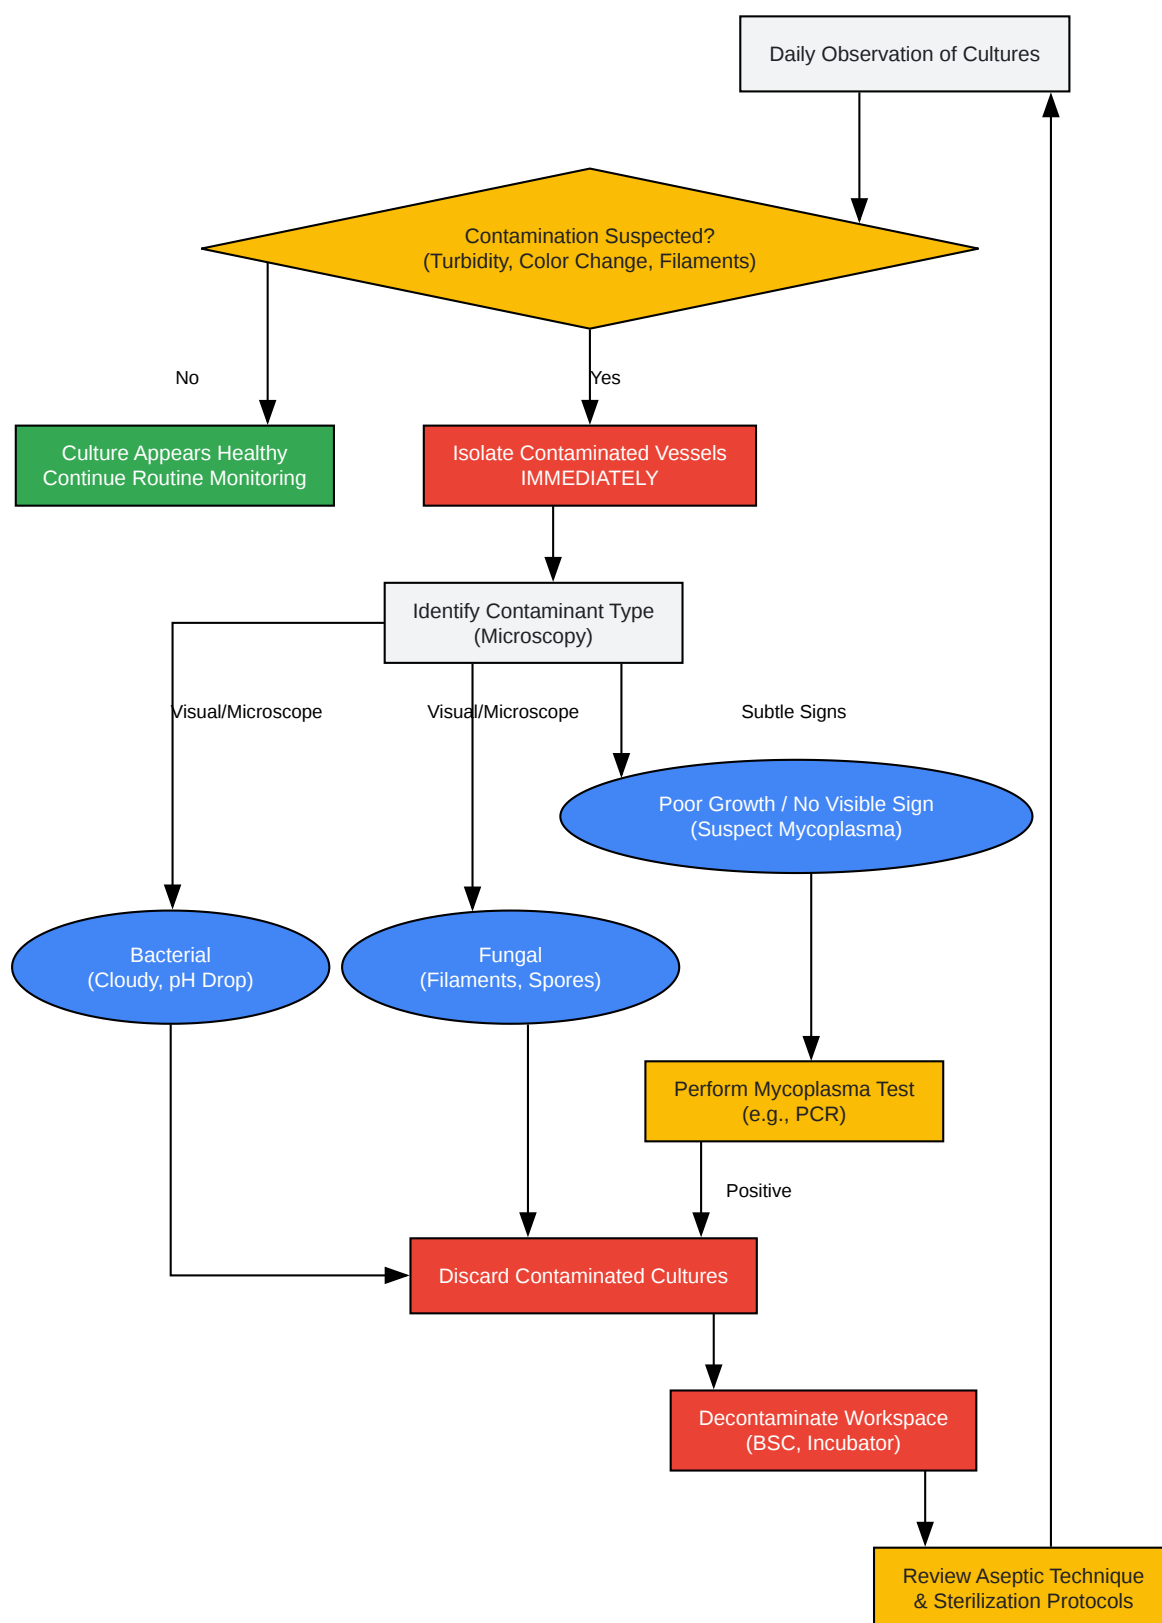 Daily Observation of Cultures
Contamination Suspected?
(Turbidity, Color Change, Filaments)
No
Yes
Culture Appears Healthy
Continue Routine Monitoring
Isolate Contaminated Vessels
IMMEDIATELY
Identify Contaminant Type
(Microscopy)
Visual/Microscope
Visual/Microscope
Subtle Signs
Poor Growth / No Visible Sign
(Suspect Mycoplasma)
Bacterial
(Cloudy, pH Drop)
Fungal
(Filaments, Spores)
Perform Mycoplasma Test
(e.g., PCR)
Positive
Discard Contaminated Cultures
Decontaminate Workspace
(BSC, Incubator)
Review Aseptic Technique
& Sterilization Protocols